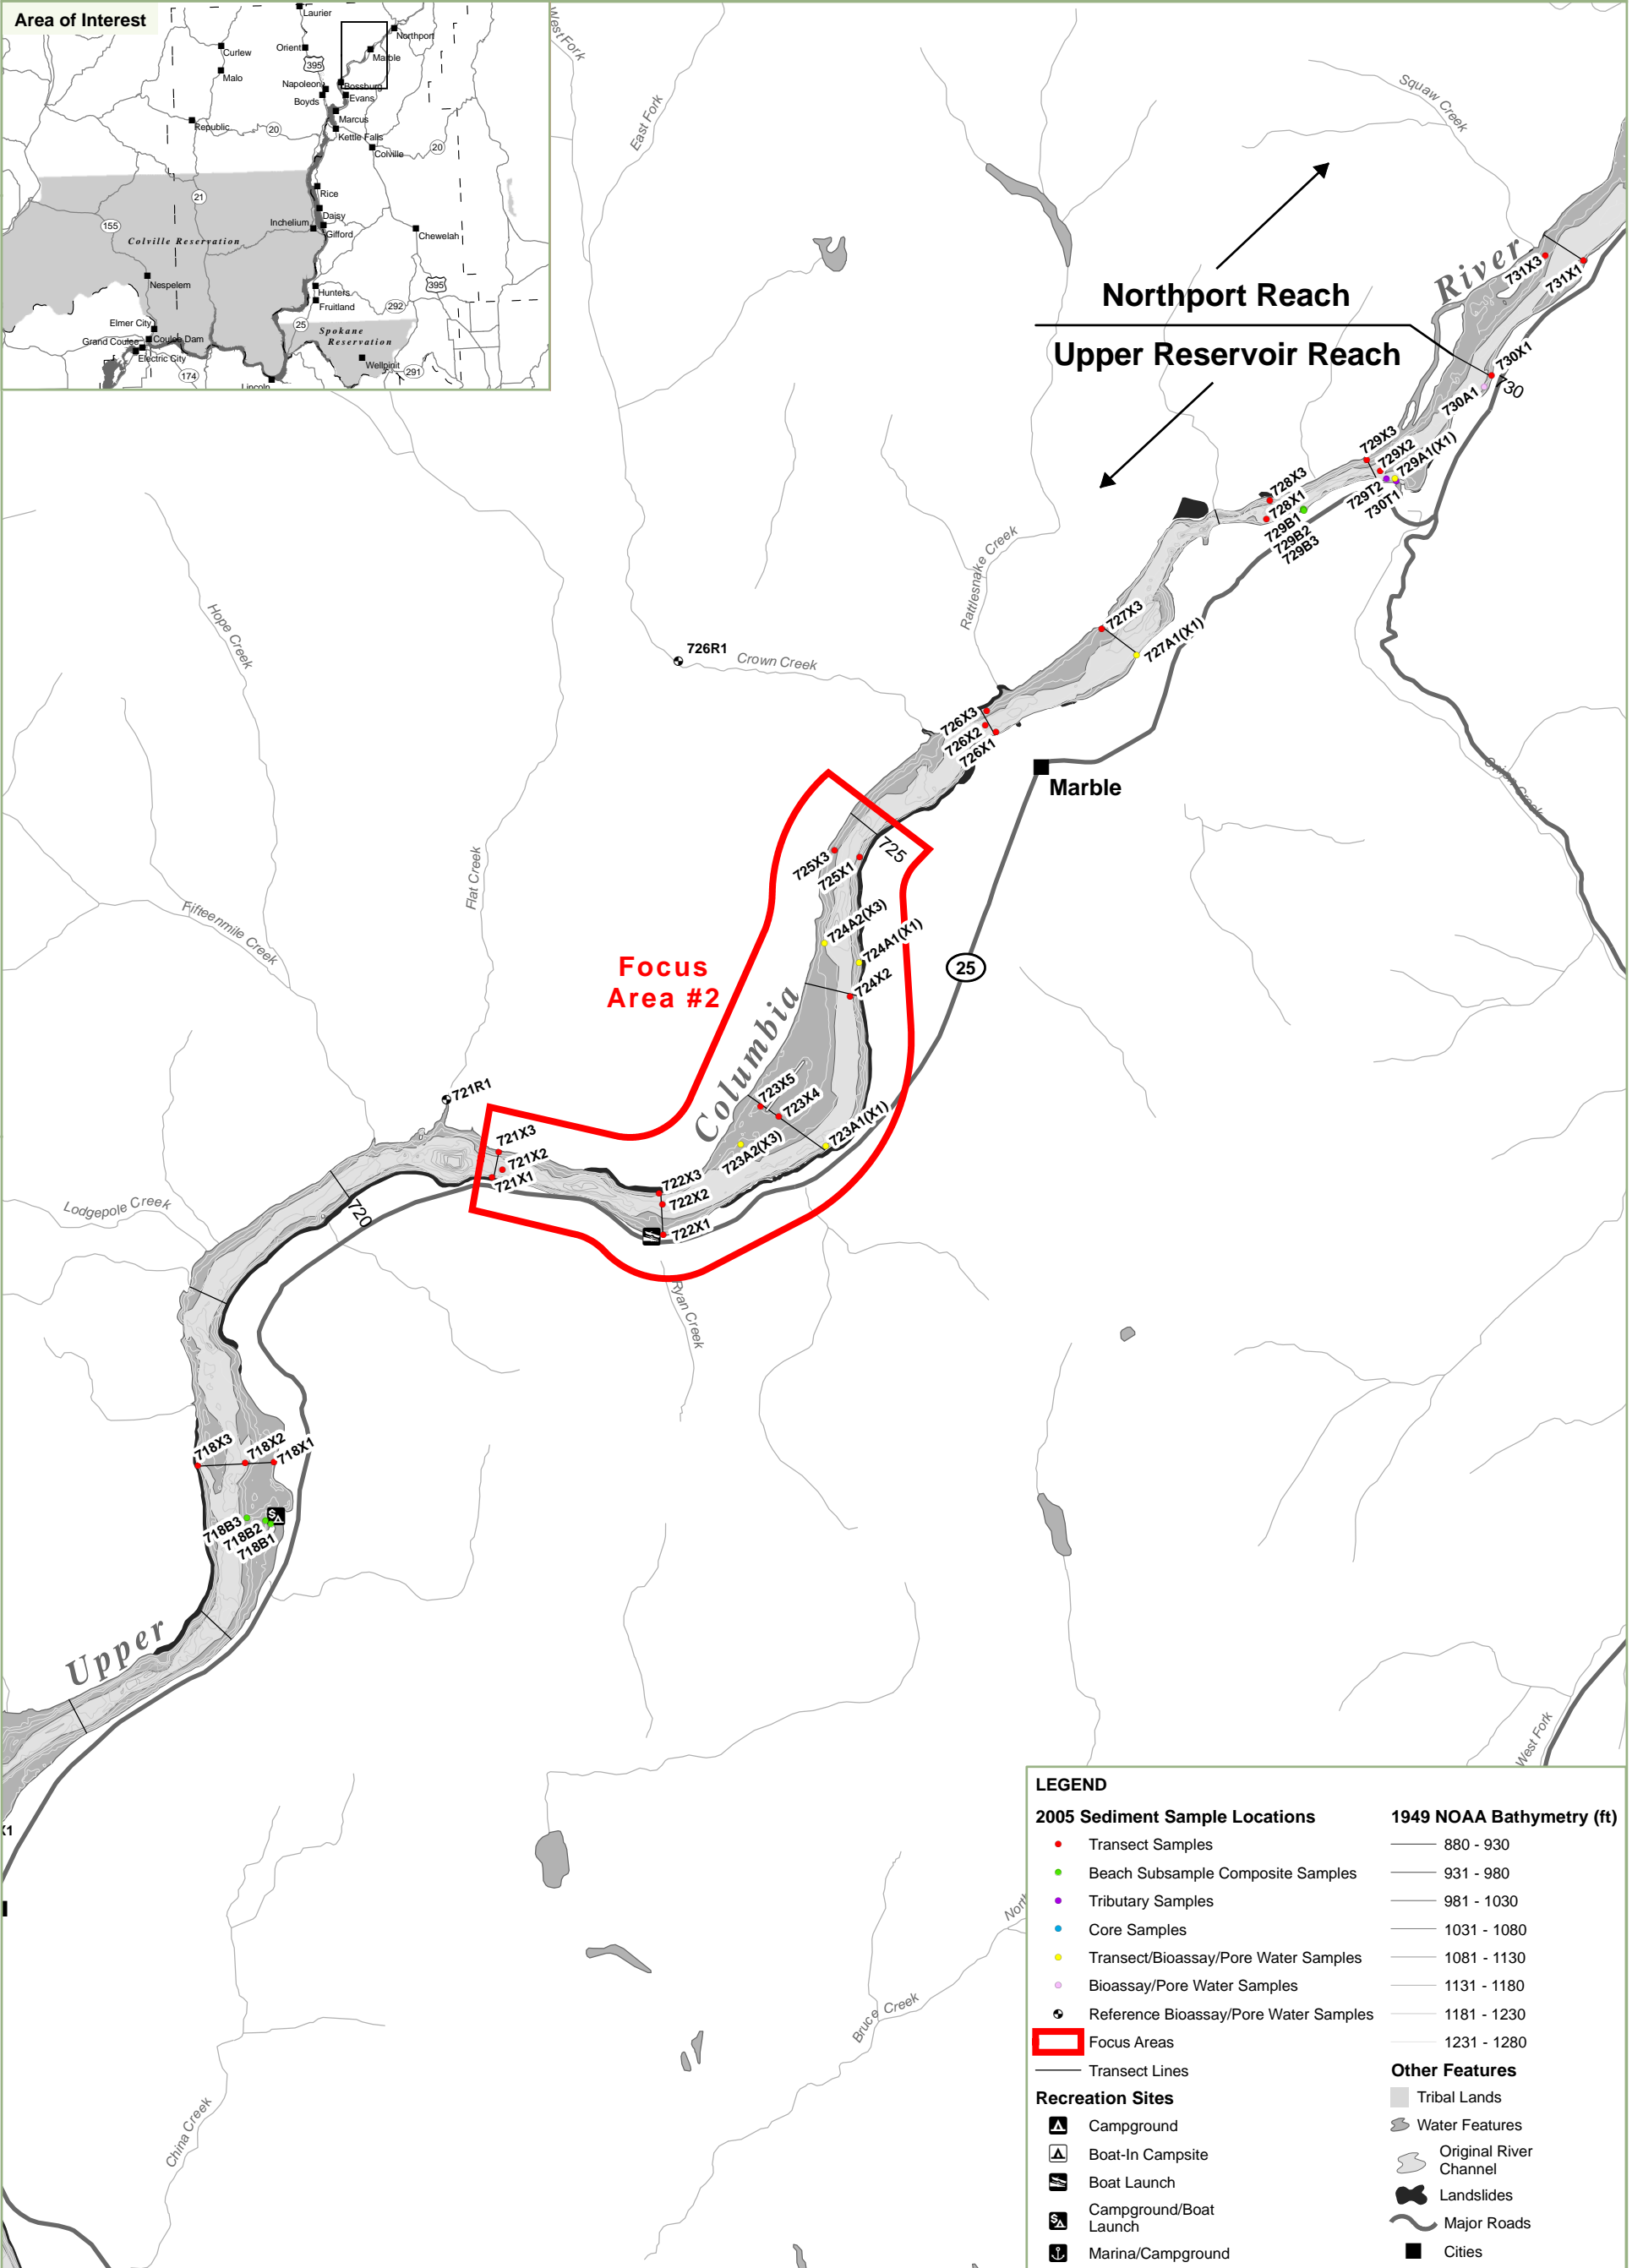 Area of Interest
Laurier
Northport
Curlew
Orient
Marble
395
Malo
Napoleon
Bossburg
Boyds
Evans
Marcus
Republic
20
Kettle Falls
Colville
20
Rice
21
Daisy
Inchelium
Gifford
155
Chewelah
Colville Reservation
Nespelem
Hunters
395
Fruitland
292
Elmer City
25
Spokane
Reservation
Grand Coulee
Coulee Dam
Electric City
Wellpinit
174
291
Lincoln
West Fork
East Fork
Squaw Creek
Northport Reach
Upper Reservoir Reach
River
731X3
731X1
730X1
730
730A1
729X3
729X2
729A1(X1)
729T2
730T1
728X3
728X1
729B1
729B2
729B3
Rattlesnake Creek
Hope Creek
727X3
727A1(X1)
726R1
Crown Creek
726X3
726X2
726X1
Marble
Onion Creek
725
725X3
725X1
Flat Creek
Fifteenmile Creek
724A2(X3)
724A1(X1)
724X2
Focus
Area #2
25
Columbia
723X5
723X4
723A1(X1)
723A2(X3)
721R1
721X3
721X2
721X1
722X3
722X2
722X1
Lodgepole Creek
720
Ryan Creek
718X3
718X2
718X1
718B3
718B2
718B1
Upper
West Fork
X1
North
Bruce Creek
China Creek
LEGEND
2005 Sediment Sample Locations
Transect Samples
Beach Subsample Composite Samples
Tributary Samples
Core Samples
Transect/Bioassay/Pore Water Samples
Bioassay/Pore Water Samples
Reference Bioassay/Pore Water Samples
Focus Areas
Transect Lines
Recreation Sites
Campground
Boat-In Campsite
Boat Launch
Campground/Boat
Launch
Marina/Campground
1949 NOAA Bathymetry (ft)
880 - 930
931 - 980
981 - 1030
1031 - 1080
1081 - 1130
1131 - 1180
1181 - 1230
1231 - 1280
Other Features
Tribal Lands
Water Features
Original River
Channel
Landslides
Major Roads
Cities